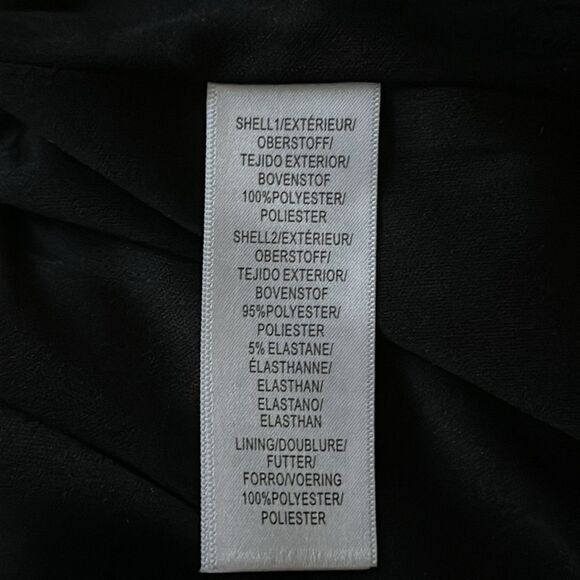 SHELL1/EXTÉRIEUR/
OBERSTOFF/
TEJIDO EXTERIOR/
BOVENSTOF
100%POLYESTER/
POLIESTER
SHELL2/EXTÉRIEUR/
OBERSTOFF/
TEJIDO EXTERIOR/
BOVENSTOF
95%POLYESTER/
POLIESTER
5% ELASTANE/
ÉLASTHANNE/
ELASTHAN/
ELASTANO/
ELASTHAN
LINING/DOUBLURE/
FUTTER/
FORRO/VOERING
100%POLYESTER/
POLIESTER